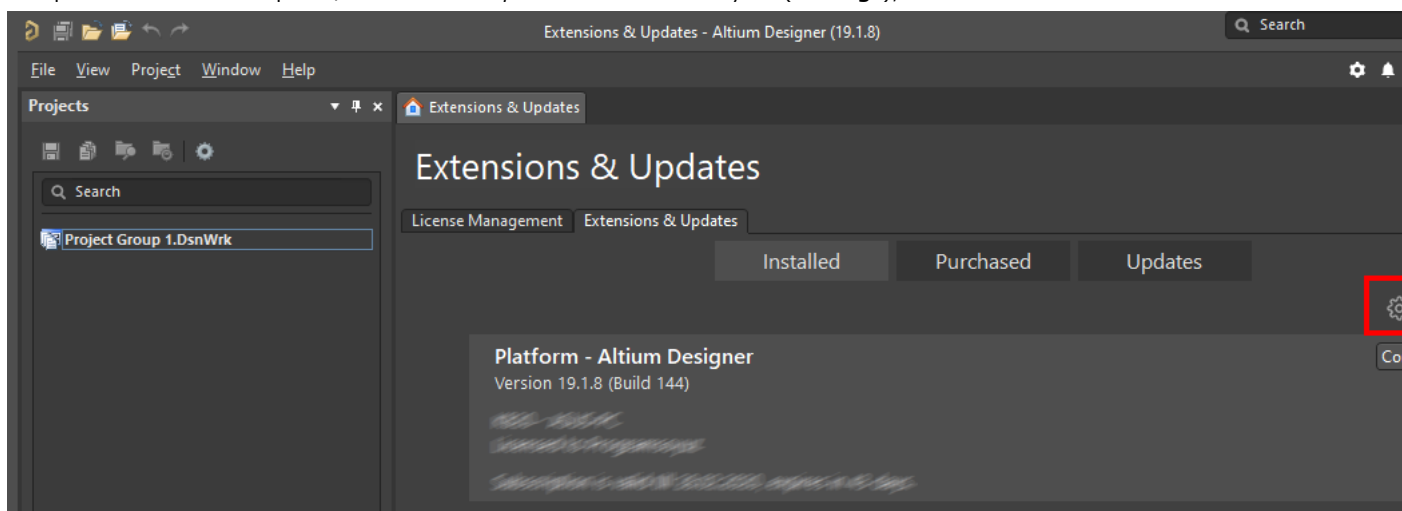 Extensions & Updates - Altium Designer (19.1.8)
Search
File View Project Window Help
Projects
Extensions & Updates
Search
Extensions & Updates
License Management Extensions & Updates
Project Group 1.DsnWrk
Installed Purchased Updates
Platform - Altium Designer
Co
Version 19.1.8 (Build 144)